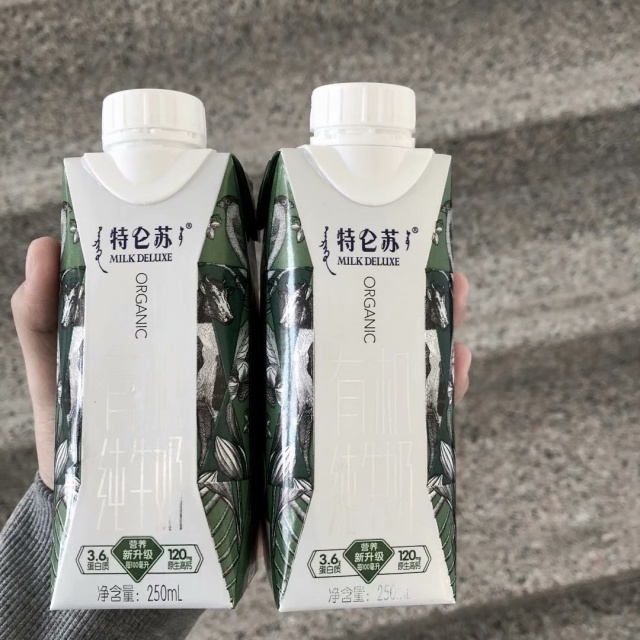 特仑苏®
MILK DELUXE
ORGANIC
有机
纯牛奶
3.6g
蛋白质
营养
新升级
每100毫升
120mg
原生高钙
净含量：250mL
特仑苏®
MILK DELUXE
ORGANIC
有机
纯牛奶
3.6g
蛋白质
营养
新升级
每100毫升
120mg
原生高钙
净含量：250mL